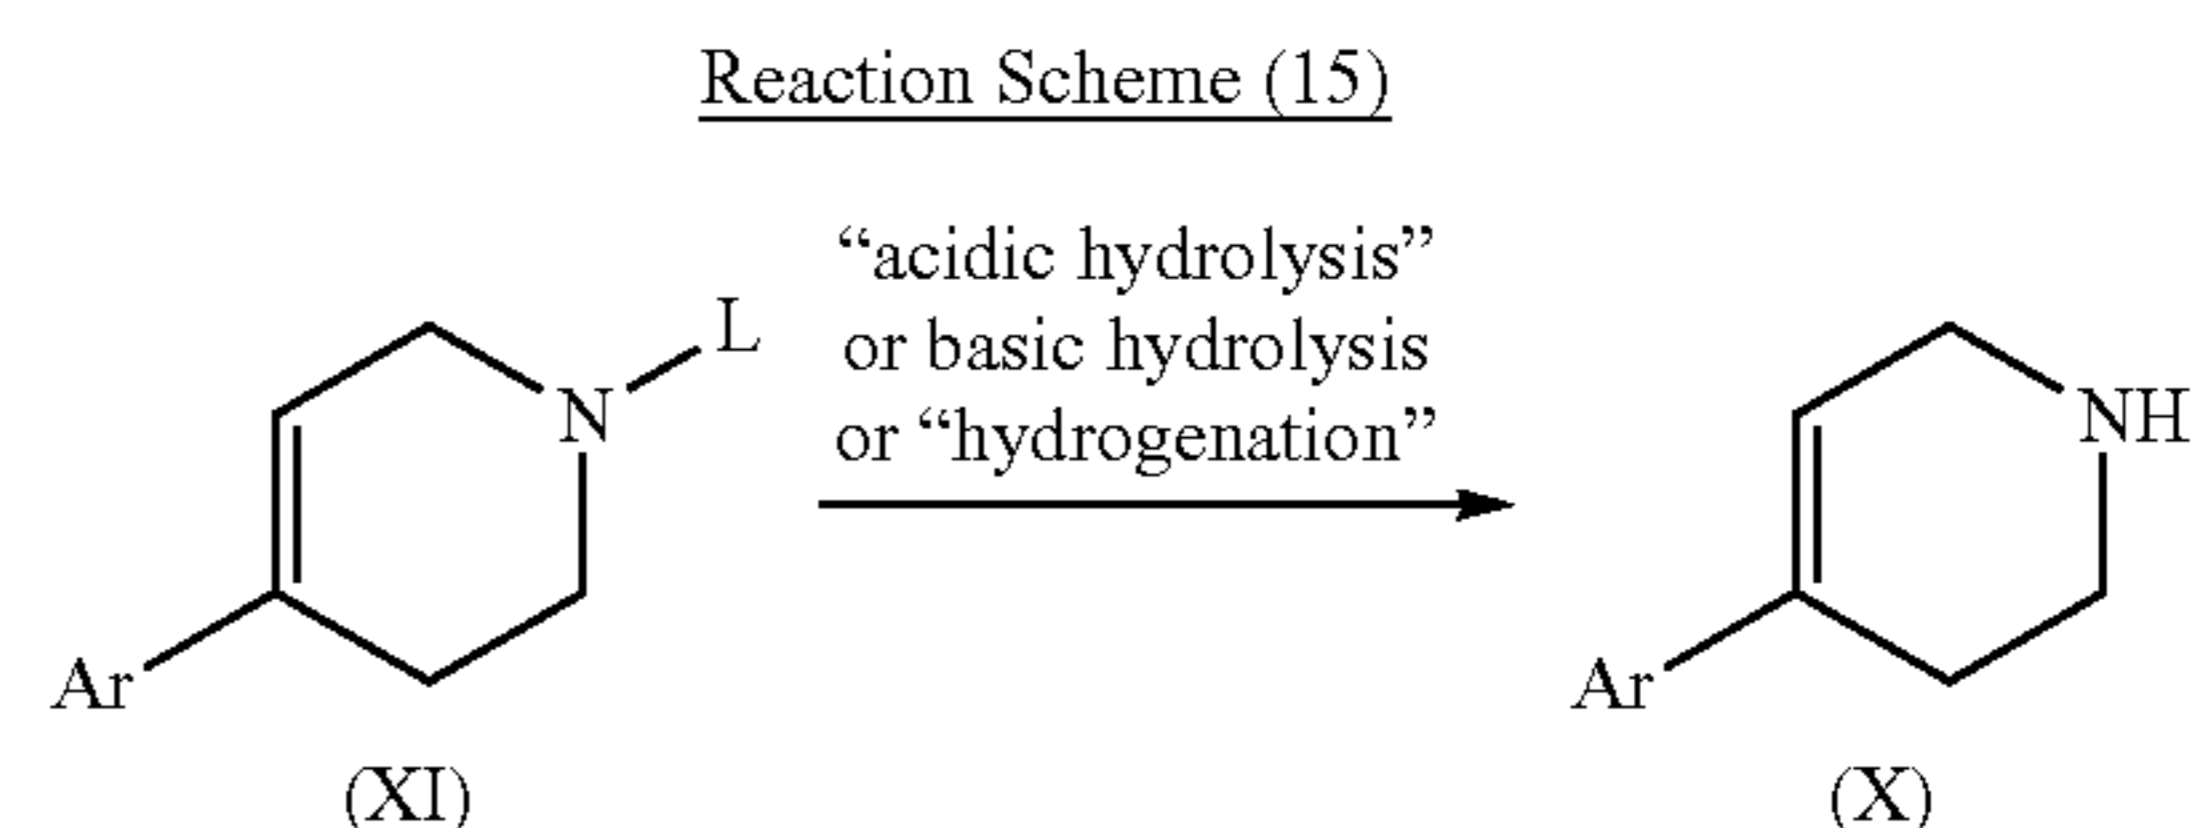 Reaction Scheme (15)
“acidic hydrolysis”
or basic hydrolysis
or “hydrogenation”
L
N
Ar
(XI)
NH
Ar
(X)